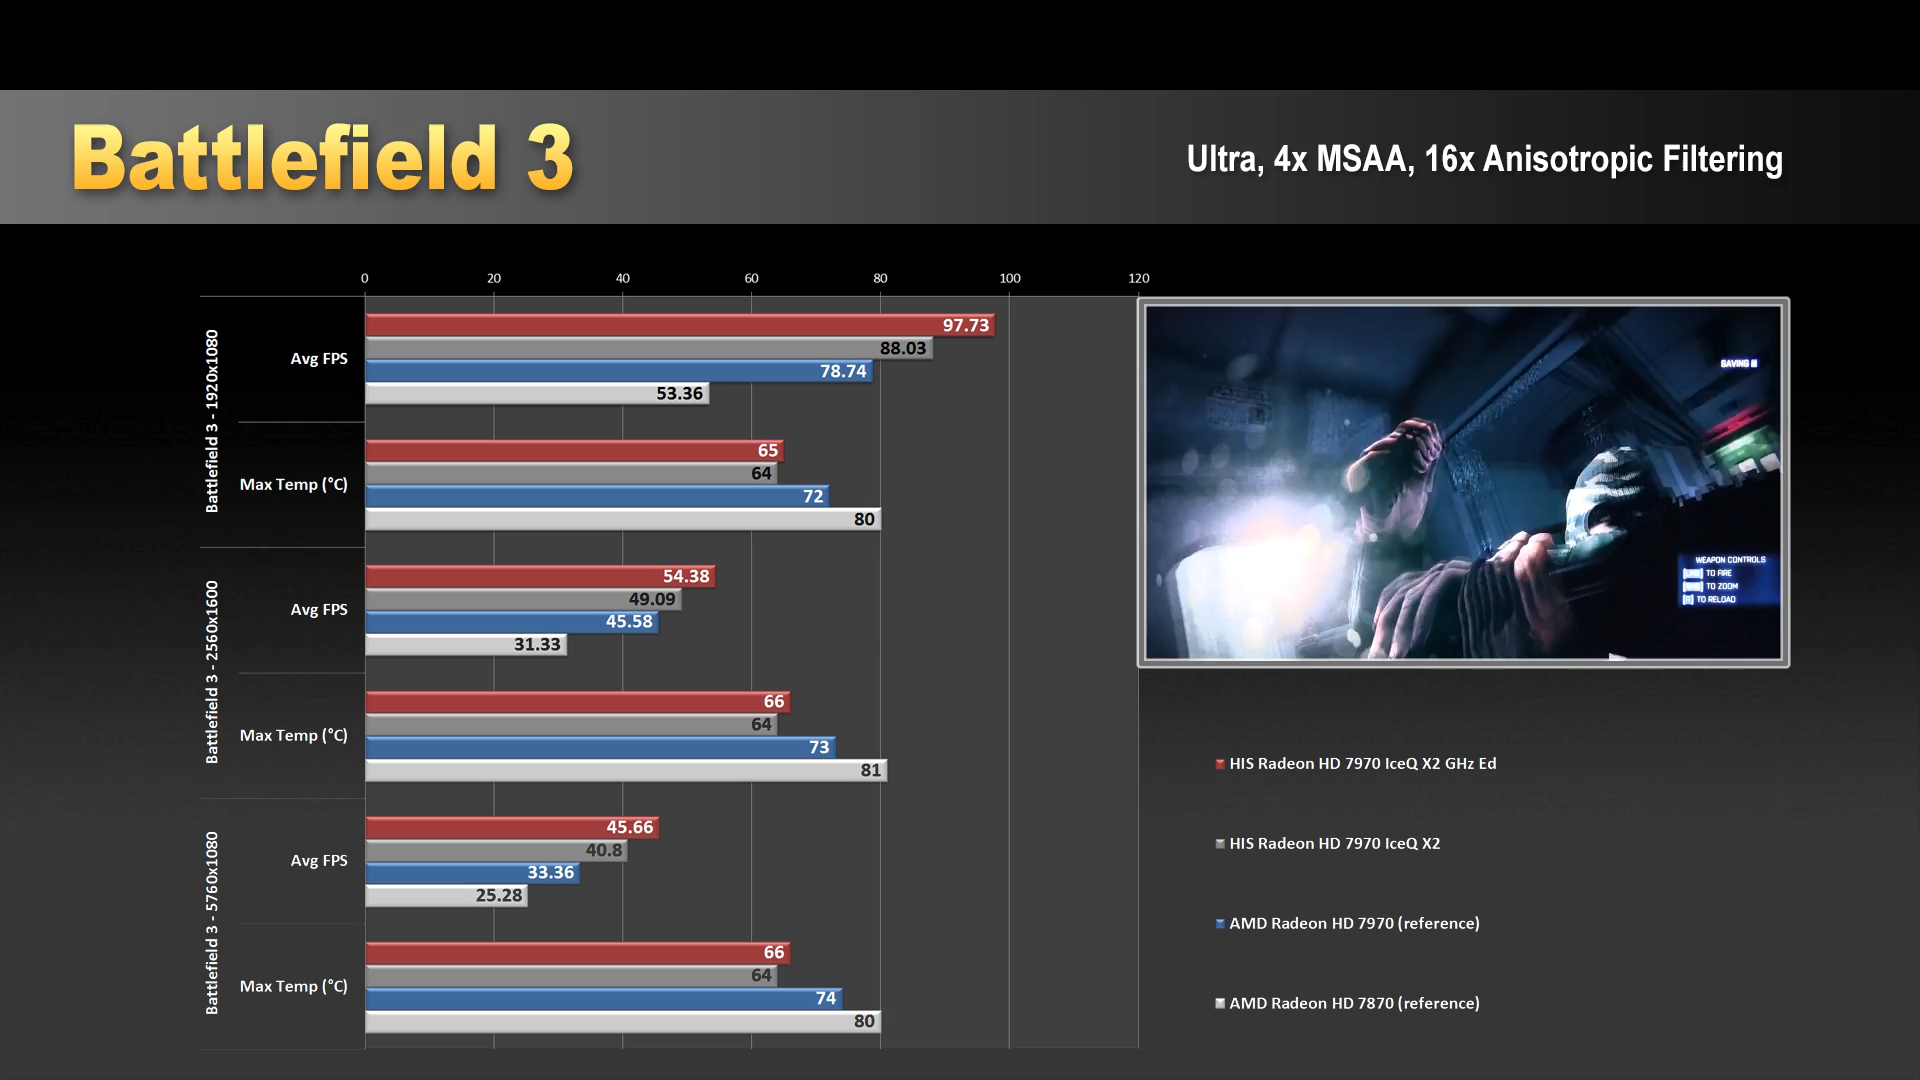 Battlefield 3
Ultra, 4x MSAA, 16x Anisotropic Filtering
0 20 40 60 80 100 120
Battlefield 3 - 1920x1080
Avg FPS
97.73
88.03
78.74
53.36
Max Temp (°C)
65
64
72
80
Battlefield 3 - 2560x1600
Avg FPS
54.38
49.09
45.58
31.33
Max Temp (°C)
66
64
73
81
Battlefield 3 - 5760x1080
Avg FPS
45.66
40.8
33.36
25.28
Max Temp (°C)
66
64
74
80
SAVING
WEAPON CONTROLS
TO FIRE
TO ZOOM
[R] TO RELOAD
HIS Radeon HD 7970 IceQ X2 GHz Ed
HIS Radeon HD 7970 IceQ X2
AMD Radeon HD 7970 (reference)
AMD Radeon HD 7870 (reference)